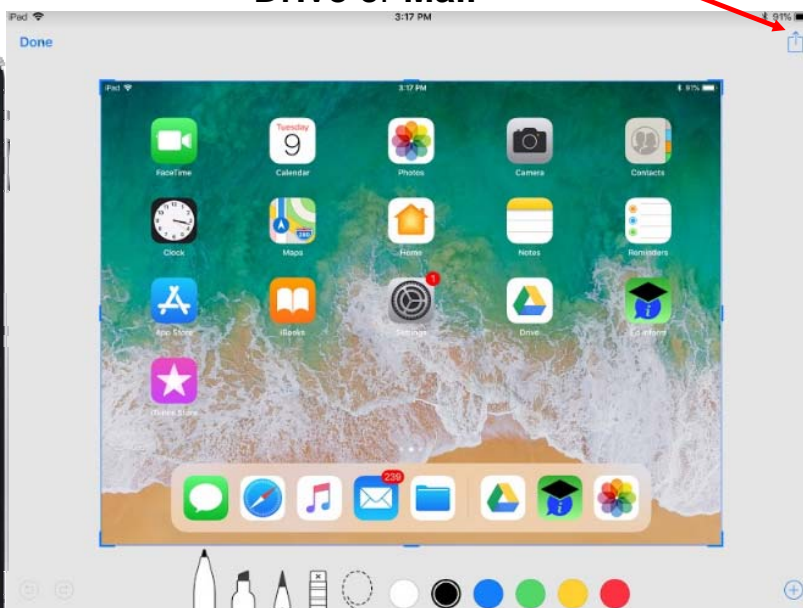 Drive or Mail
iPad 3:17 PM 91%
Done
iPad 3:17 PM 91%
Tuesday
9
FaceTime Calendar Photos Camera Contacts
280
Clock Maps Home Notes Reminders
1
App Store iBooks Settings Drive
iTunes Store
239